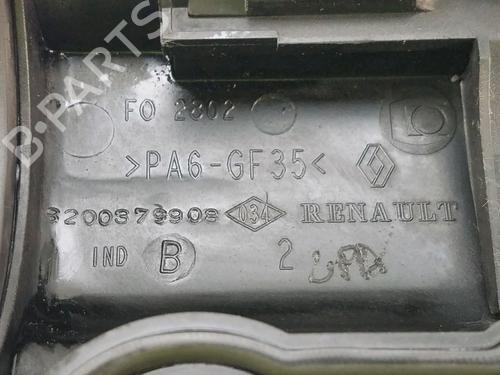 B-PARTS
FO 2802
>PA6-GF35<
8200379908 034 RENAULT
IND B 2